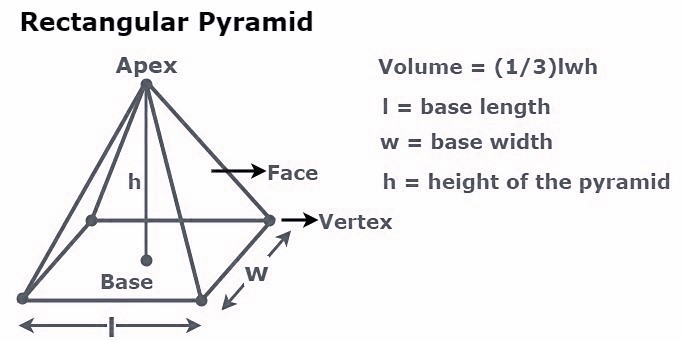 Rectangular Pyramid
Apex
Volume = (1/3)lwh
l = base length
w = base width
h = height of the pyramid
h
Face
Vertex
Base
W
l